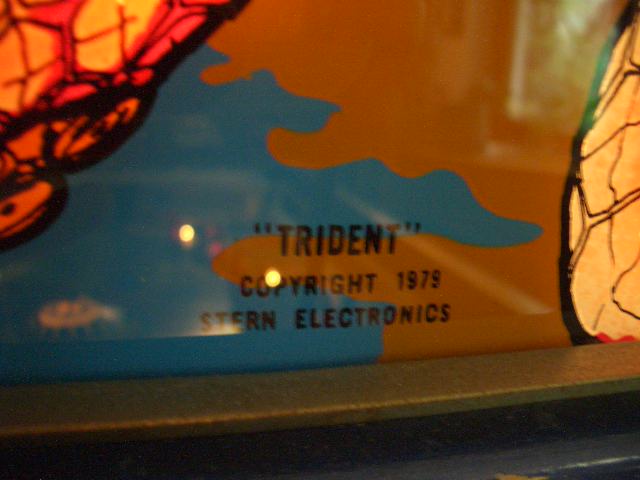 "TRIDENT"
COPYRIGHT 1979
STERN ELECTRONICS